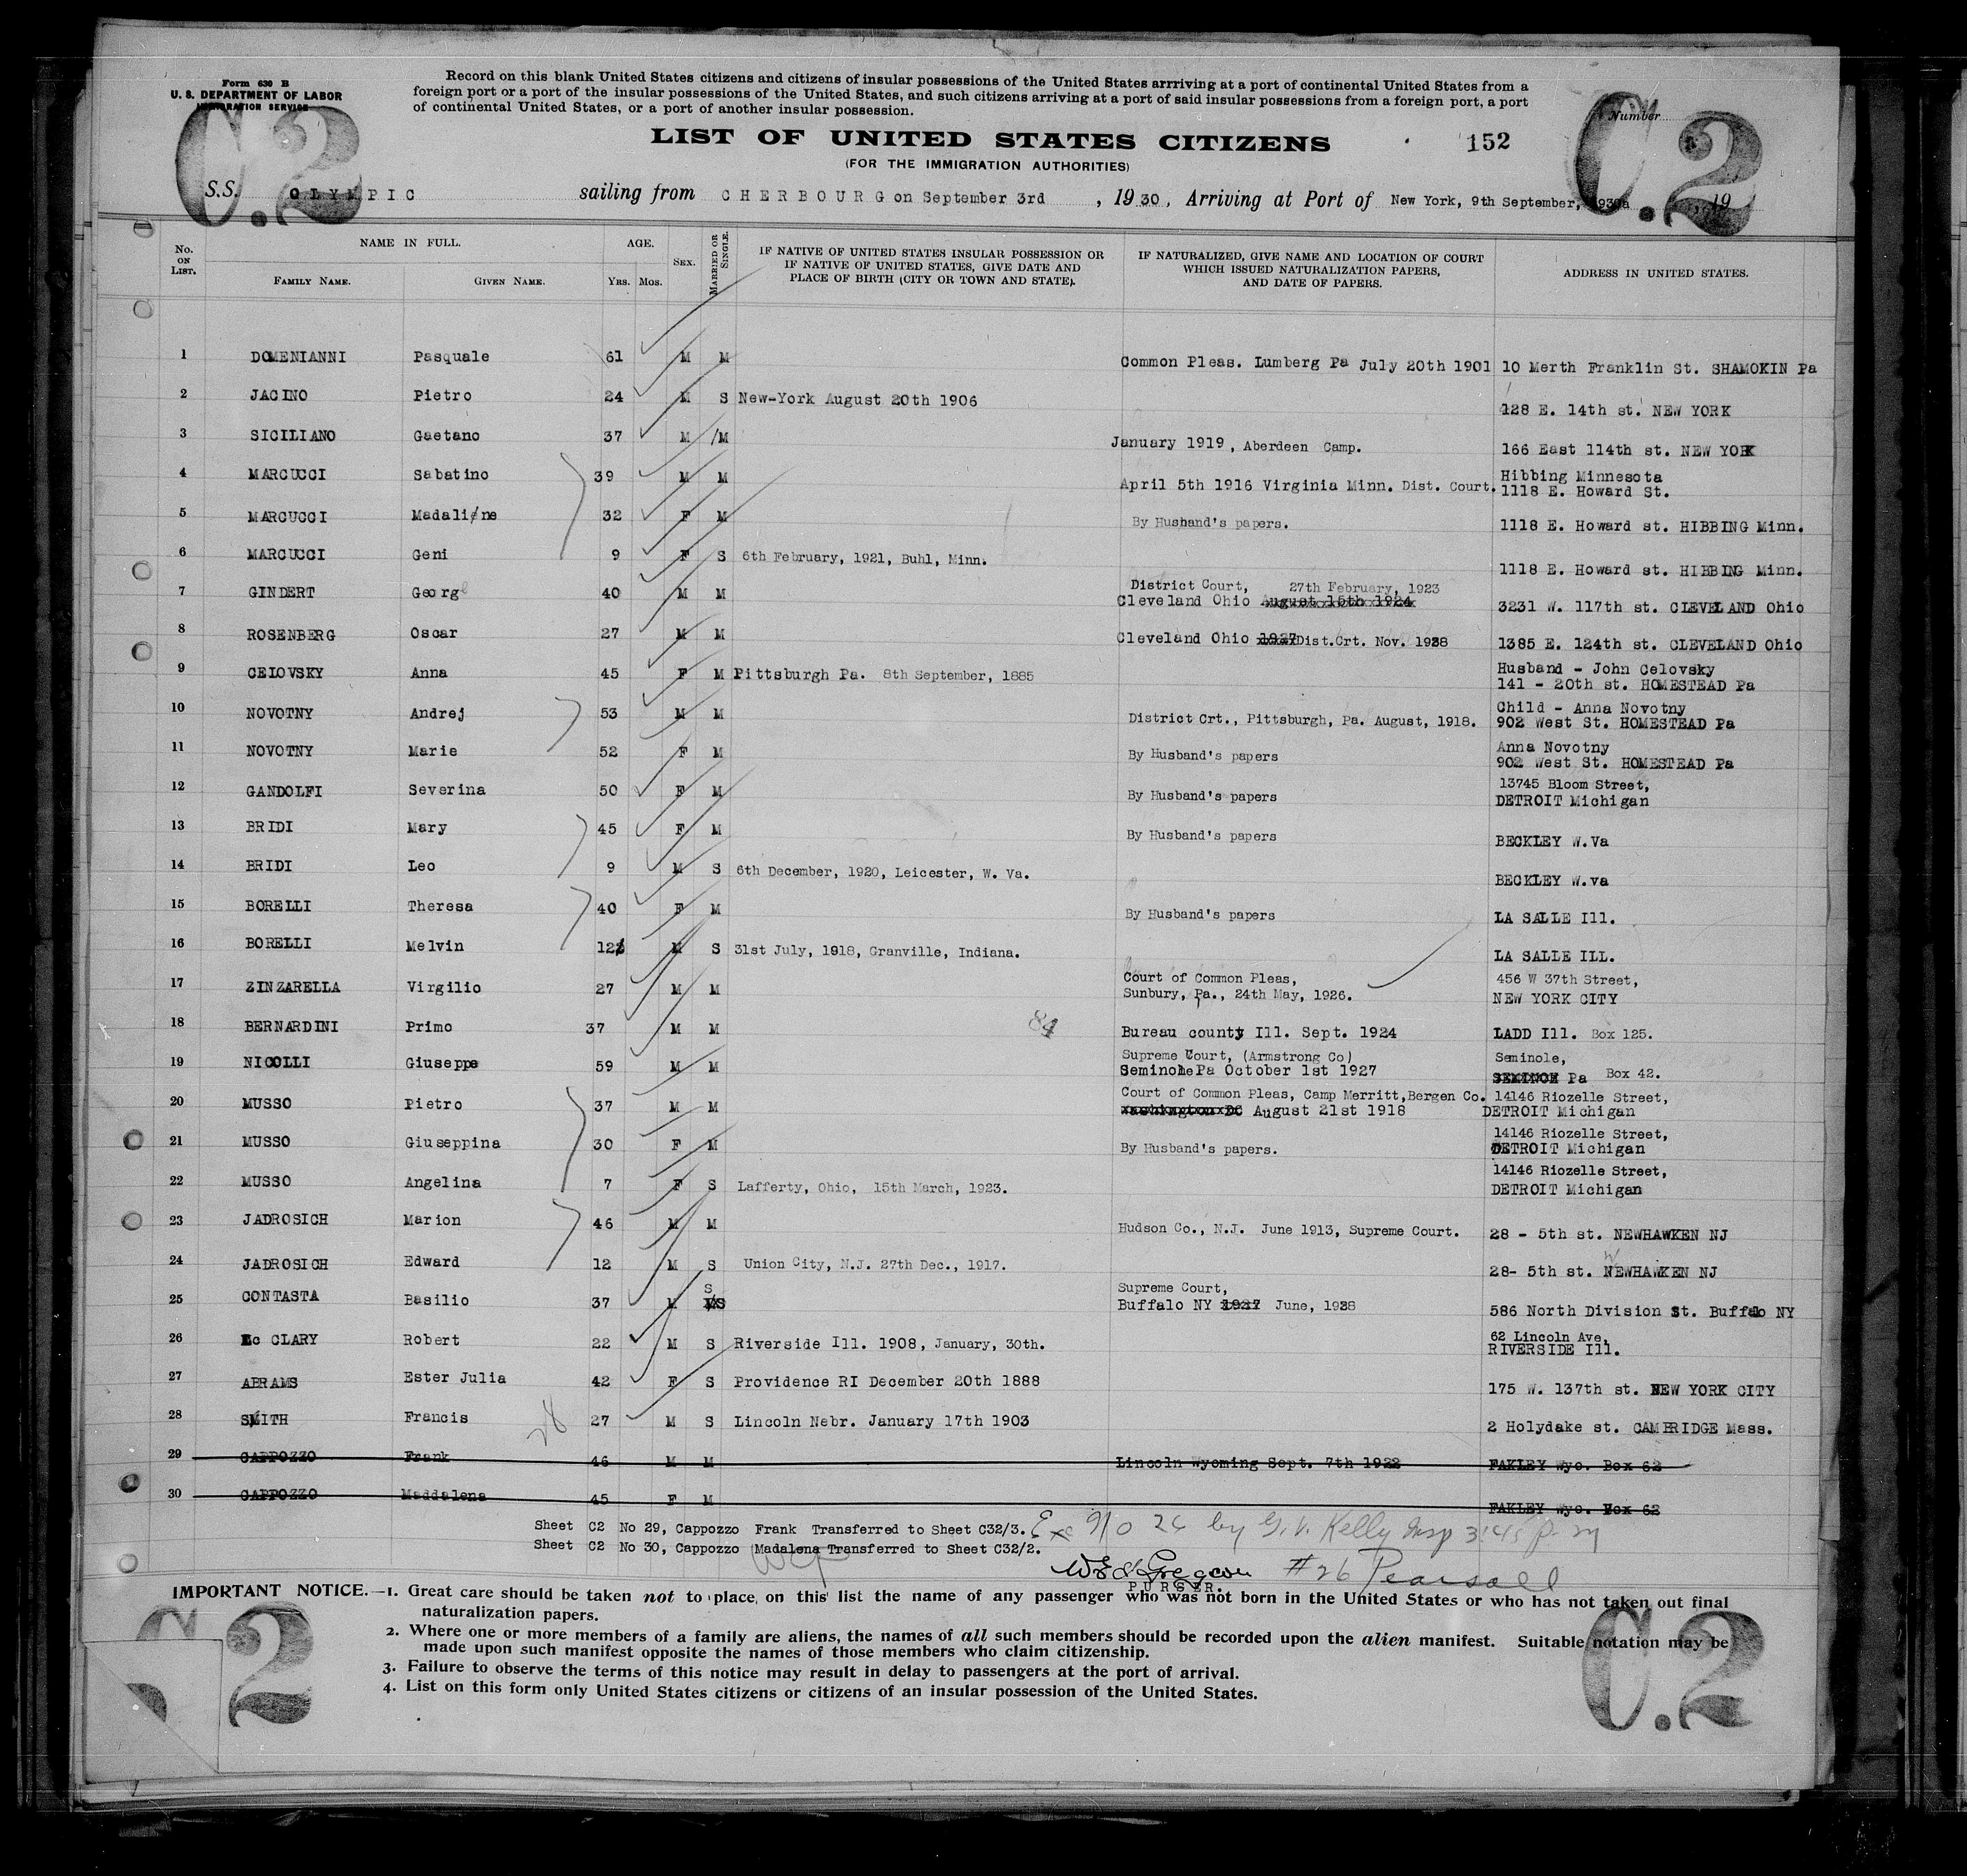 Form 630 B
U. S. DEPARTMENT OF LABOR
IMMIGRATION SERVICE
Record on this blank United States citizens and citizens of insular possessions of the United States arrriving at a port of continental United States from a
foreign port or a port of the insular possessions of the United States, and such citizens arriving at a port of said insular possessions from a foreign port, a port
of continental United States, or a port of another insular possession.
C.2
C.2
Number
LIST OF UNITED STATES CITIZENS
152
(FOR THE IMMIGRATION AUTHORITIES)
S.S. OLYMPIC sailing from CHERBOURG on September 3rd, 1930, Arriving at Port of New York, 9th September, 1930, 19
No. ON LIST. NAME IN FULL. FAMILY NAME. GIVEN NAME. AGE. YRS. MOS. SEX. MARRIED OR SINGLE. IF NATIVE OF UNITED STATES INSULAR POSSESSION OR IF NATIVE OF UNITED STATES, GIVE DATE AND PLACE OF BIRTH (CITY OR TOWN AND STATE). IF NATURALIZED, GIVE NAME AND LOCATION OF COURT WHICH ISSUED NATURALIZATION PAPERS, AND DATE OF PAPERS. ADDRESS IN UNITED STATES.
1 DOMENIANNI Pasquale 61 M M Common Pleas. Lumberg Pa July 20th 1901 10 Merth Franklin St. SHAMOKIN Pa
2 JACINO Pietro 24 M S New-York August 20th 1906 128 E. 14th st. NEW YORK
3 SICILIANO Gaetano 37 M M January 1919, Aberdeen Camp. 166 East 114th st. NEW YORK
4 MARCUCCI Sabatino 39 M M April 5th 1916 Virginia Minn. Dist. Court. Hibbing Minnesota
1118 E. Howard St.
5 MARCUCCI Madaline 32 F M By Husband's papers. 1118 E. Howard st. HIBBING Minn.
6 MARCUCCI Geni 9 F S 6th February, 1921, Buhl, Minn. 1118 E. Howard st. HIBBING Minn.
7 GINDERT Georg 40 M M District Court, 27th February, 1923
Cleveland Ohio August 15th 1924 3231 W. 117th st. CLEVELAND Ohio
8 ROSENBERG Oscar 27 M M Cleveland Ohio 1927 Dist.Crt. Nov. 1928 1385 E. 124th st. CLEVELAND Ohio
9 CELOVSKY Anna 45 F M Pittsburgh Pa. 8th September, 1885 Husband - John Celovsky
141 - 20th st. HOMESTEAD Pa
10 NOVOTNY Andrej 53 M M District Crt., Pittsburgh, Pa. August, 1918. Child - Anna Novotny
902 West St. HOMESTEAD Pa
11 NOVOTNY Marie 52 F M By Husband's papers Anna Novotny
902 West St. HOMESTEAD Pa
12 GANDOLFI Severina 50 F M By Husband's papers 13745 Bloom Street,
DETROIT Michigan
13 BRIDI Mary 45 F M By Husband's papers BECKLEY W.Va
14 BRIDI Leo 9 M S 6th December, 1920, Leicester, W. Va. BECKLEY W.va
15 BORELLI Theresa 40 F M By Husband's papers LA SALLE Ill.
16 BORELLI Melvin 12 M S 31st July, 1918, Granville, Indiana. LA SALLE ILL.
17 ZINZARELLA Virgilio 27 M M Court of Common Pleas,
Sunbury, Pa., 24th May, 1926. 456 W 37th Street,
NEW YORK CITY
18 BERNARDINI Primo 37 M M 84 Bureau county Ill. Sept. 1924 LADD Ill. Box 125.
19 NICOLLI Giuseppe 59 M M Supreme Court, (Armstrong Co)
Seminole Pa October 1st 1927 Seminole,
SEMINOE Pa Box 42.
20 MUSSO Pietro 37 M M Court of Common Pleas, Camp Merritt, Bergen Co.
Washington DC August 21st 1918 14146 Riozelle Street,
DETROIT Michigan
21 MUSSO Giuseppina 30 F M By Husband's papers. 14146 Riozelle Street,
DETROIT Michigan
22 MUSSO Angelina 7 F S Lafferty, Ohio, 15th March, 1923. 14146 Riozelle Street,
DETROIT Michigan
23 JADROSICH Marion 46 M M Hudson Co., N.J. June 1913, Supreme Court. 28 - 5th st. NEWHAWKEN NJ
24 JADROSICH Edward 12 M S Union City, N.J. 27th Dec., 1917. 28- 5th st. NEWHAWKEN NJ
25 CONTASTA Basilio 37 M S Supreme Court,
Buffalo NY 1927 June, 1928 586 North Division St. Buffalo NY
26 Mc CLARY Robert 22 M S Riverside Ill. 1908, January, 30th. 62 Lincoln Ave,
RIVERSIDE Ill.
27 ABRAMS Ester Julia 42 F S Providence RI December 20th 1888 175 W. 137th st. NEW YORK CITY
28 SMITH Francis 28 27 M S Lincoln Nebr. January 17th 1903 2 Holydake st. CAMBRIDGE Mass.
29 CAPPOZZO Frank 46 M M Lincoln Wyoming Sept. 7th 1922 FAKLEY Wyo. Box 62
30 CAPPOZZO Maddalena 45 F M FAKLEY Wyo. Box 62
Sheet C2 No 29, Cappozzo Frank Transferred to Sheet C32/3.
Exc No 26 by G.V. Kelly Insp 3:45 p m
Sheet C2 No 30, Cappozzo Madalena Transferred to Sheet C32/2.
#26 Pearsall
PURSER.
IMPORTANT NOTICE.—1. Great care should be taken not to place on this list the name of any passenger who was not born in the United States or who has not taken out final
naturalization papers.
2. Where one or more members of a family are aliens, the names of all such members should be recorded upon the alien manifest. Suitable notation may be
made upon such manifest opposite the names of those members who claim citizenship.
3. Failure to observe the terms of this notice may result in delay to passengers at the port of arrival.
4. List on this form only United States citizens or citizens of an insular possession of the United States.
2
C.2